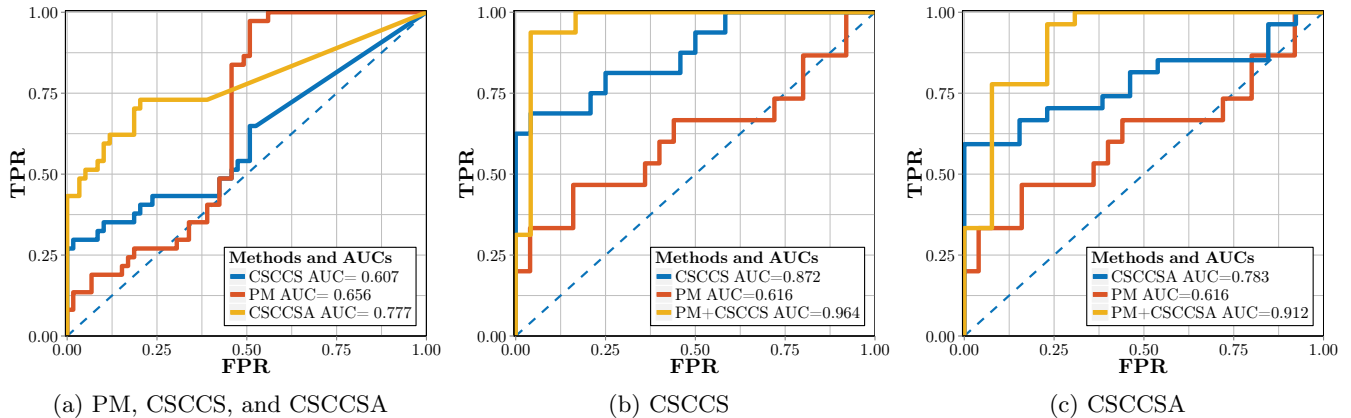 TPR
1.00
0.75
0.50
0.25
0.00
Methods and AUCs
CSCCS AUC= 0.607
PM AUC= 0.656
CSCCSA AUC= 0.777
0.00 0.25 0.50 0.75 1.00
FPR
(a) PM, CSCCS, and CSCCSA
TPR
1.00
0.75
0.50
0.25
0.00
Methods and AUCs
CSCCS AUC=0.872
PM AUC=0.616
PM+CSCCS AUC=0.964
0.00 0.25 0.50 0.75 1.00
FPR
(b) CSCCS
TPR
1.00
0.75
0.50
0.25
0.00
Methods and AUCs
CSCCSA AUC=0.783
PM AUC=0.616
PM+CSCCSA AUC=0.912
0.00 0.25 0.50 0.75 1.00
FPR
(c) CSCCSA